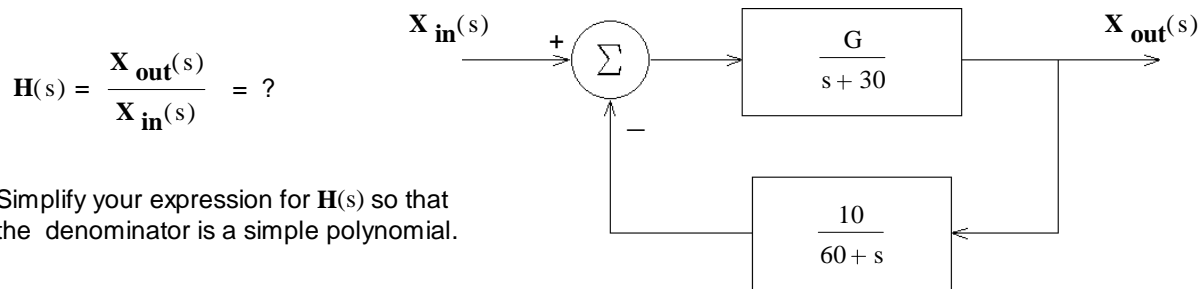 H(s) = X out(s) / X in(s) = ?
Simplify your expression for H(s) so that
the denominator is a simple polynomial.
X in(s)
+
Σ
−
G
s + 30
X out(s)
10
60 + s